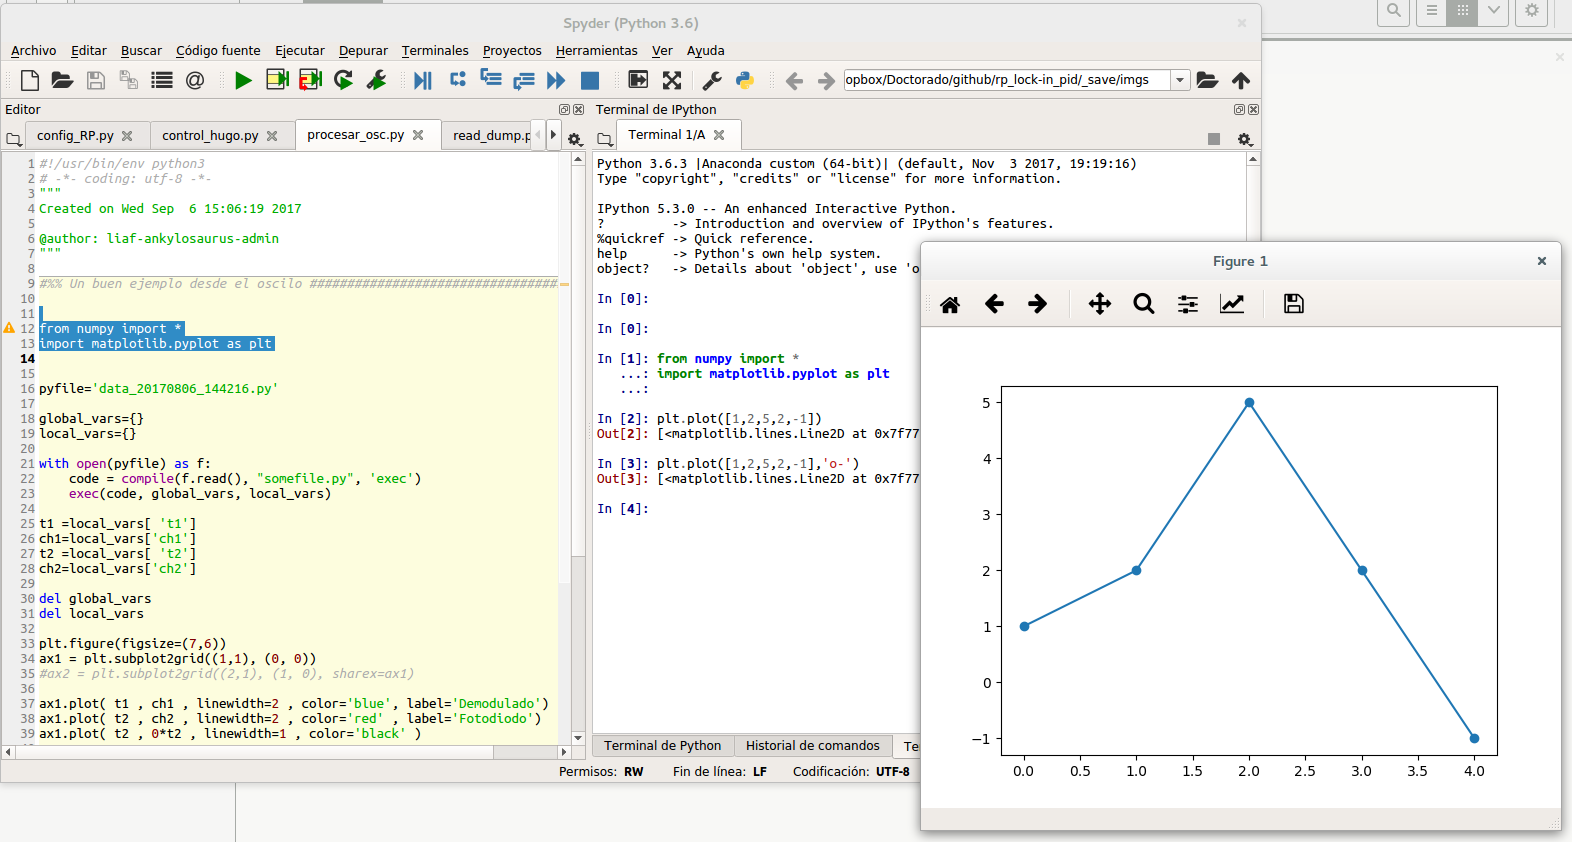 Spyder (Python 3.6)
Archivo Editar Buscar Código fuente Ejecutar Depurar Terminales Proyectos Herramientas Ver Ayuda
opbox/Doctorado/github/rp_lock-in_pid/_save/imgs
Editor
config_RP.py control_hugo.py procesar_osc.py read_dump.p
1 #!/usr/bin/env python3
2 # -*- coding: utf-8 -*-
3 """
4 Created on Wed Sep  6 15:06:19 2017
5
6 @author: liaf-ankylosaurus-admin
7 """
8
9 #%% Un buen ejemplo desde el oscilo #################################
10
11
12 from numpy import *
13 import matplotlib.pyplot as plt
14
15
16 pyfile='data_20170806_144216.py'
17
18 global_vars={}
19 local_vars={}
20
21 with open(pyfile) as f:
22     code = compile(f.read(), "somefile.py", 'exec')
23     exec(code, global_vars, local_vars)
24
25 t1 =local_vars[ 't1']
26 ch1=local_vars['ch1']
27 t2 =local_vars[ 't2']
28 ch2=local_vars['ch2']
29
30 del global_vars
31 del local_vars
32
33 plt.figure(figsize=(7,6))
34 ax1 = plt.subplot2grid((1,1), (0, 0))
35 #ax2 = plt.subplot2grid((2,1), (1, 0), sharex=ax1)
36
37 ax1.plot( t1 , ch1 , linewidth=2 , color='blue', label='Demodulado')
38 ax1.plot( t2 , ch2 , linewidth=2 , color='red' , label='Fotodiodo')
39 ax1.plot( t2 , 0*t2 , linewidth=1 , color='black' )
Terminal de IPython
Terminal 1/A
Python 3.6.3 |Anaconda custom (64-bit)| (default, Nov  3 2017, 19:19:16)
Type "copyright", "credits" or "license" for more information.
IPython 5.3.0 -- An enhanced Interactive Python.
?         -> Introduction and overview of IPython's features.
%quickref -> Quick reference.
help      -> Python's own help system.
object?   -> Details about 'object', use 'o
In [0]:
In [0]:
In [1]: from numpy import *
   ...: import matplotlib.pyplot as plt
   ...:
In [2]: plt.plot([1,2,5,2,-1])
Out[2]: [<matplotlib.lines.Line2D at 0x7f77
In [3]: plt.plot([1,2,5,2,-1],'o-')
Out[3]: [<matplotlib.lines.Line2D at 0x7f77
In [4]:
Terminal de Python Historial de comandos Te
Permisos: RW Fin de línea: LF Codificación: UTF-8
Figure 1
5
4
3
2
1
0
−1
0.0 0.5 1.0 1.5 2.0 2.5 3.0 3.5 4.0